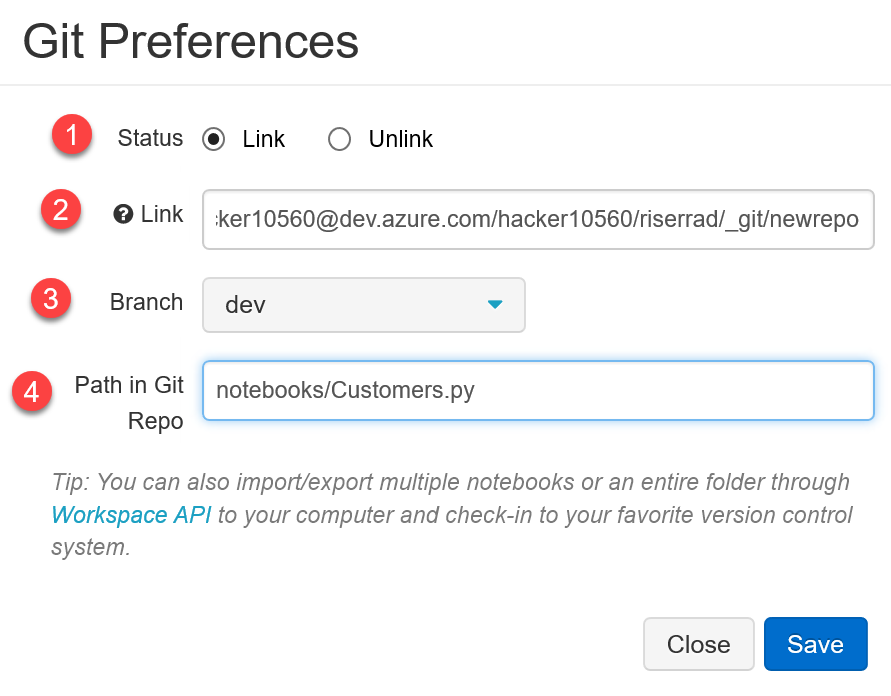 Git Preferences
1 Status Link Unlink
2 ? Link ker10560@dev.azure.com/hacker10560/riserrad/_git/newrepo
3 Branch dev
4 Path in Git notebooks/Customers.py
Repo
Tip: You can also import/export multiple notebooks or an entire folder through
Workspace API to your computer and check-in to your favorite version control
system.
Close Save